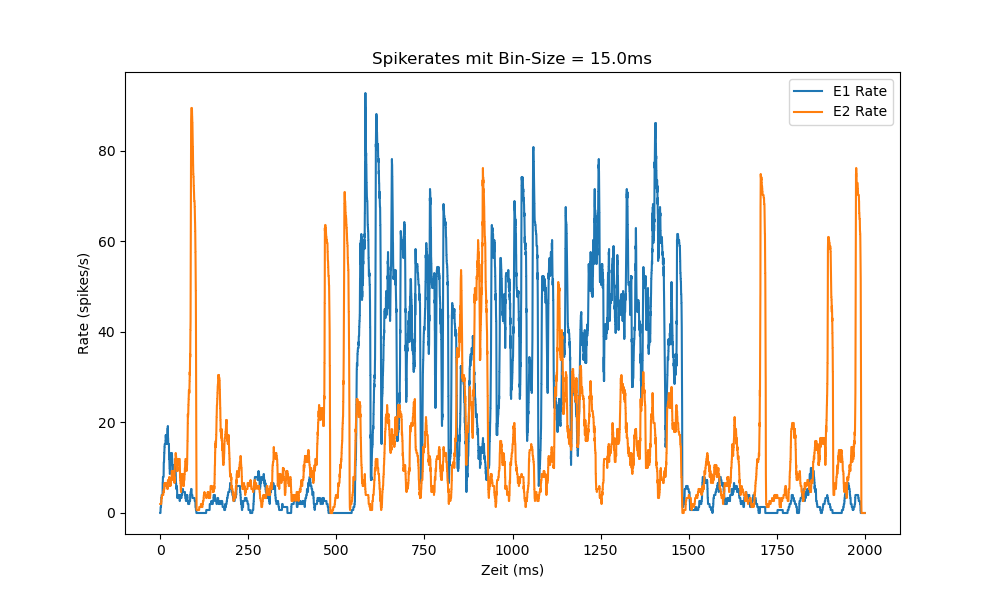 Spikerates mit Bin-Size = 15.0ms
E1 Rate
E2 Rate
Rate (spikes/s)
80
60
40
20
0
0 250 500 750 1000 1250 1500 1750 2000
Zeit (ms)